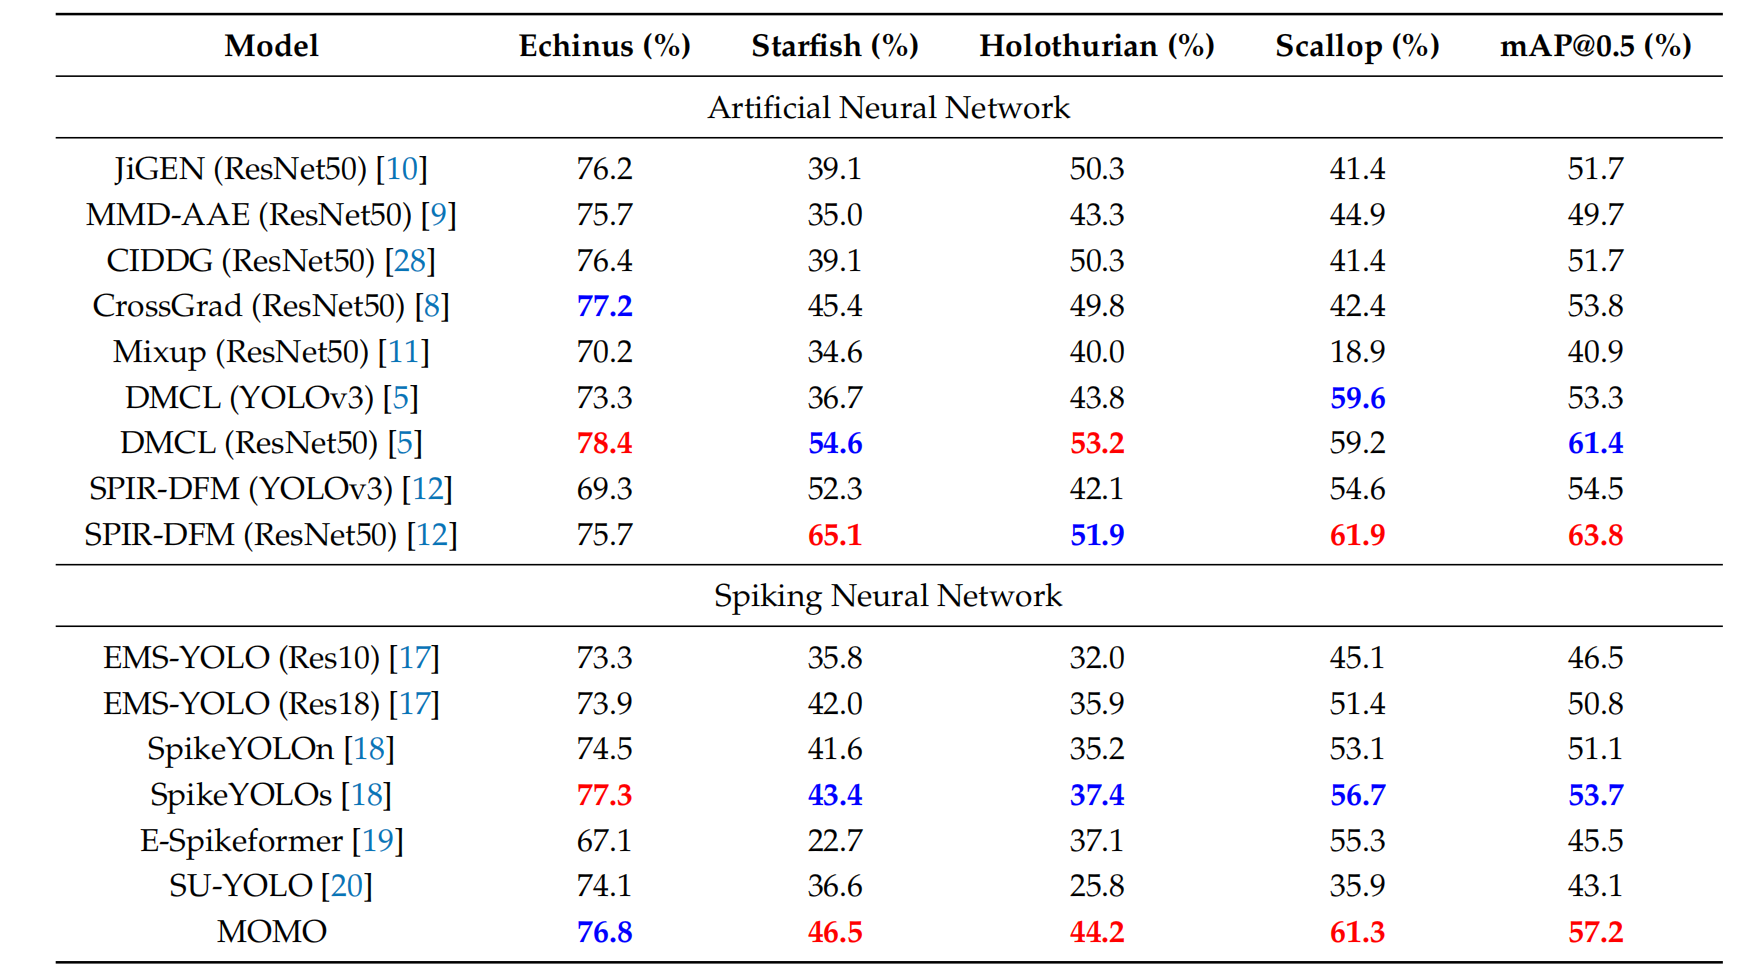 Model Echinus (%) Starfish (%) Holothurian (%) Scallop (%) mAP@0.5 (%)
Artificial Neural Network
JiGEN (ResNet50) [10] 76.2 39.1 50.3 41.4 51.7
MMD-AAE (ResNet50) [9] 75.7 35.0 43.3 44.9 49.7
CIDDG (ResNet50) [28] 76.4 39.1 50.3 41.4 51.7
CrossGrad (ResNet50) [8] 77.2 45.4 49.8 42.4 53.8
Mixup (ResNet50) [11] 70.2 34.6 40.0 18.9 40.9
DMCL (YOLOv3) [5] 73.3 36.7 43.8 59.6 53.3
DMCL (ResNet50) [5] 78.4 54.6 53.2 59.2 61.4
SPIR-DFM (YOLOv3) [12] 69.3 52.3 42.1 54.6 54.5
SPIR-DFM (ResNet50) [12] 75.7 65.1 51.9 61.9 63.8
Spiking Neural Network
EMS-YOLO (Res10) [17] 73.3 35.8 32.0 45.1 46.5
EMS-YOLO (Res18) [17] 73.9 42.0 35.9 51.4 50.8
SpikeYOLOn [18] 74.5 41.6 35.2 53.1 51.1
SpikeYOLOs [18] 77.3 43.4 37.4 56.7 53.7
E-Spikeformer [19] 67.1 22.7 37.1 55.3 45.5
SU-YOLO [20] 74.1 36.6 25.8 35.9 43.1
MOMO 76.8 46.5 44.2 61.3 57.2